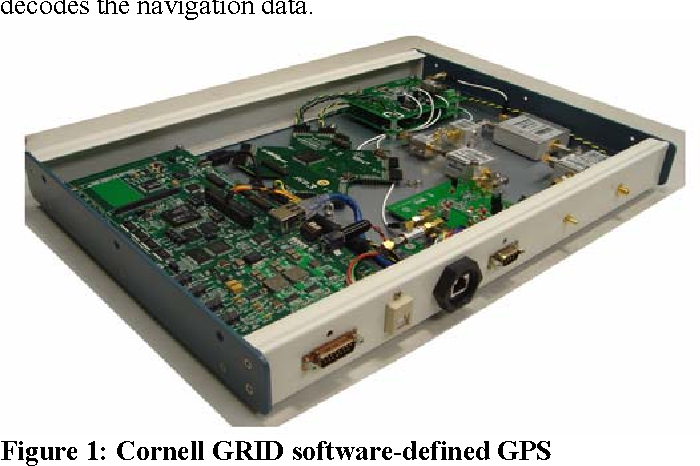 decodes the navigation data.
Figure 1: Cornell GRID software-defined GPS